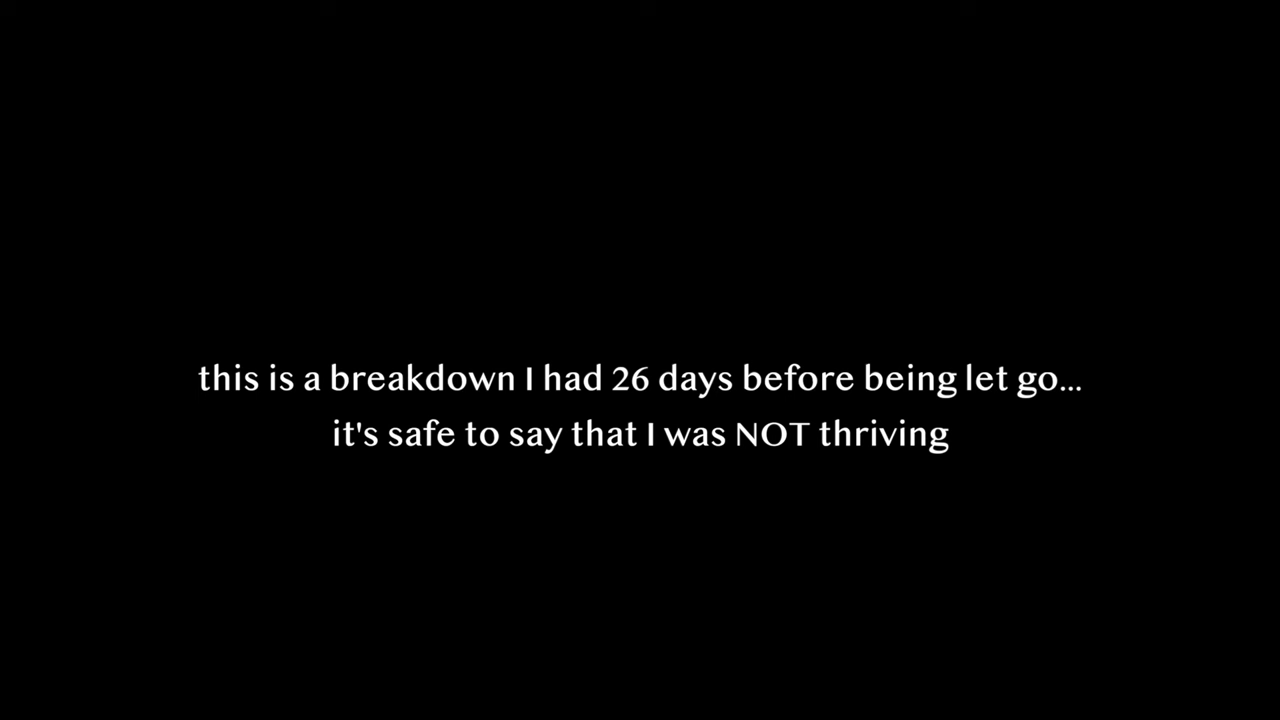 this is a breakdown I had 26 days before being let go...
it's safe to say that I was NOT thriving